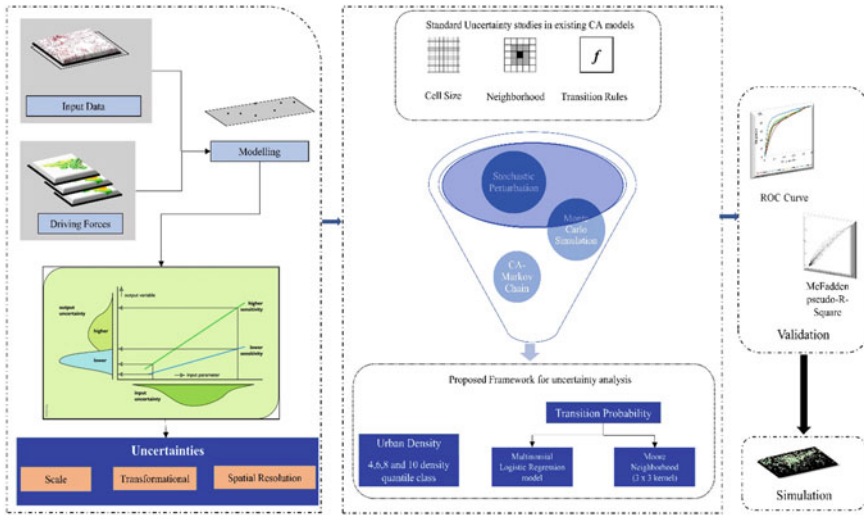 Input Data
Driving Forces
Modelling
output variable
output
uncertainty
higher
lower
higher
sensitivity
lower
sensitivity
input parameter
input
uncertainty
Uncertainties
Scale
Transformational
Spatial Resolution
Standard Uncertainty studies in existing CA models
f
Cell Size
Neighborhood
Transition Rules
Stochastic
Perturbation
Monte
Carlo
Simulation
CA-
Markov
Chain
Proposed Framework for uncertainty analysis
Urban Density
4,6,8 and 10 density
quantile class
Transition Probability
Multinomial
Logistic Regression
model
Moore
Neighborhood
(3 x 3 kernel)
ROC Curve
McFadden
pseudo-R-
Square
Validation
Simulation